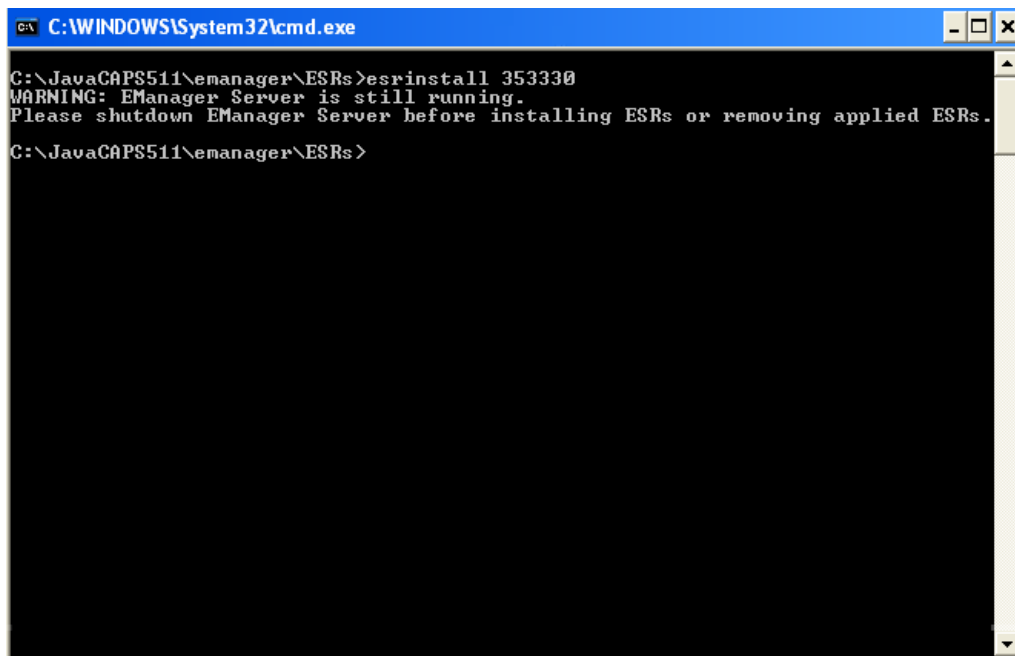 C:\WINDOWS\System32\cmd.exe
C:\JavaCAPS511\emanager\ESRs>esrinstall 353330
WARNING: EManager Server is still running.
Please shutdown EManager Server before installing ESRs or removing applied ESRs.
C:\JavaCAPS511\emanager\ESRs>